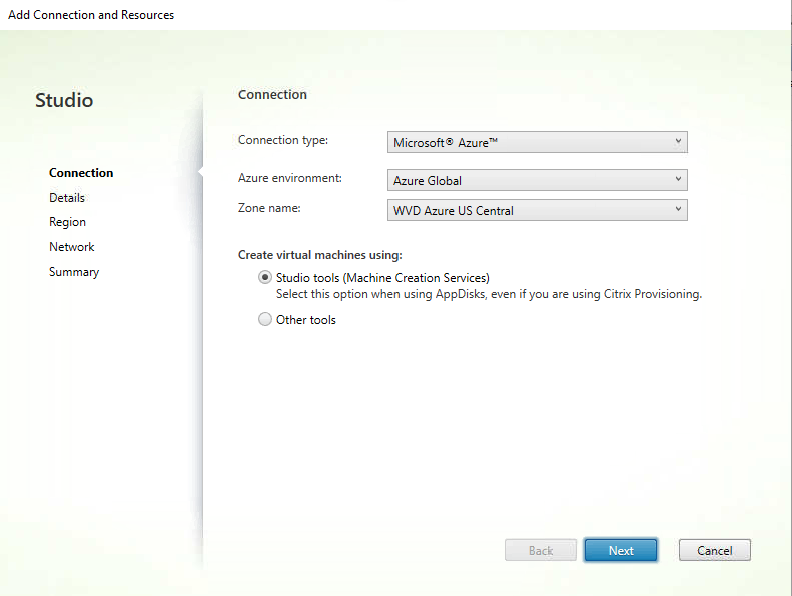 Add Connection and Resources
Studio
Connection
Details
Region
Network
Summary
Connection
Connection type:
Microsoft® Azure™
Azure environment:
Azure Global
Zone name:
WVD Azure US Central
Create virtual machines using:
Studio tools (Machine Creation Services)
Select this option when using AppDisks, even if you are using Citrix Provisioning.
Other tools
Back
Next
Cancel